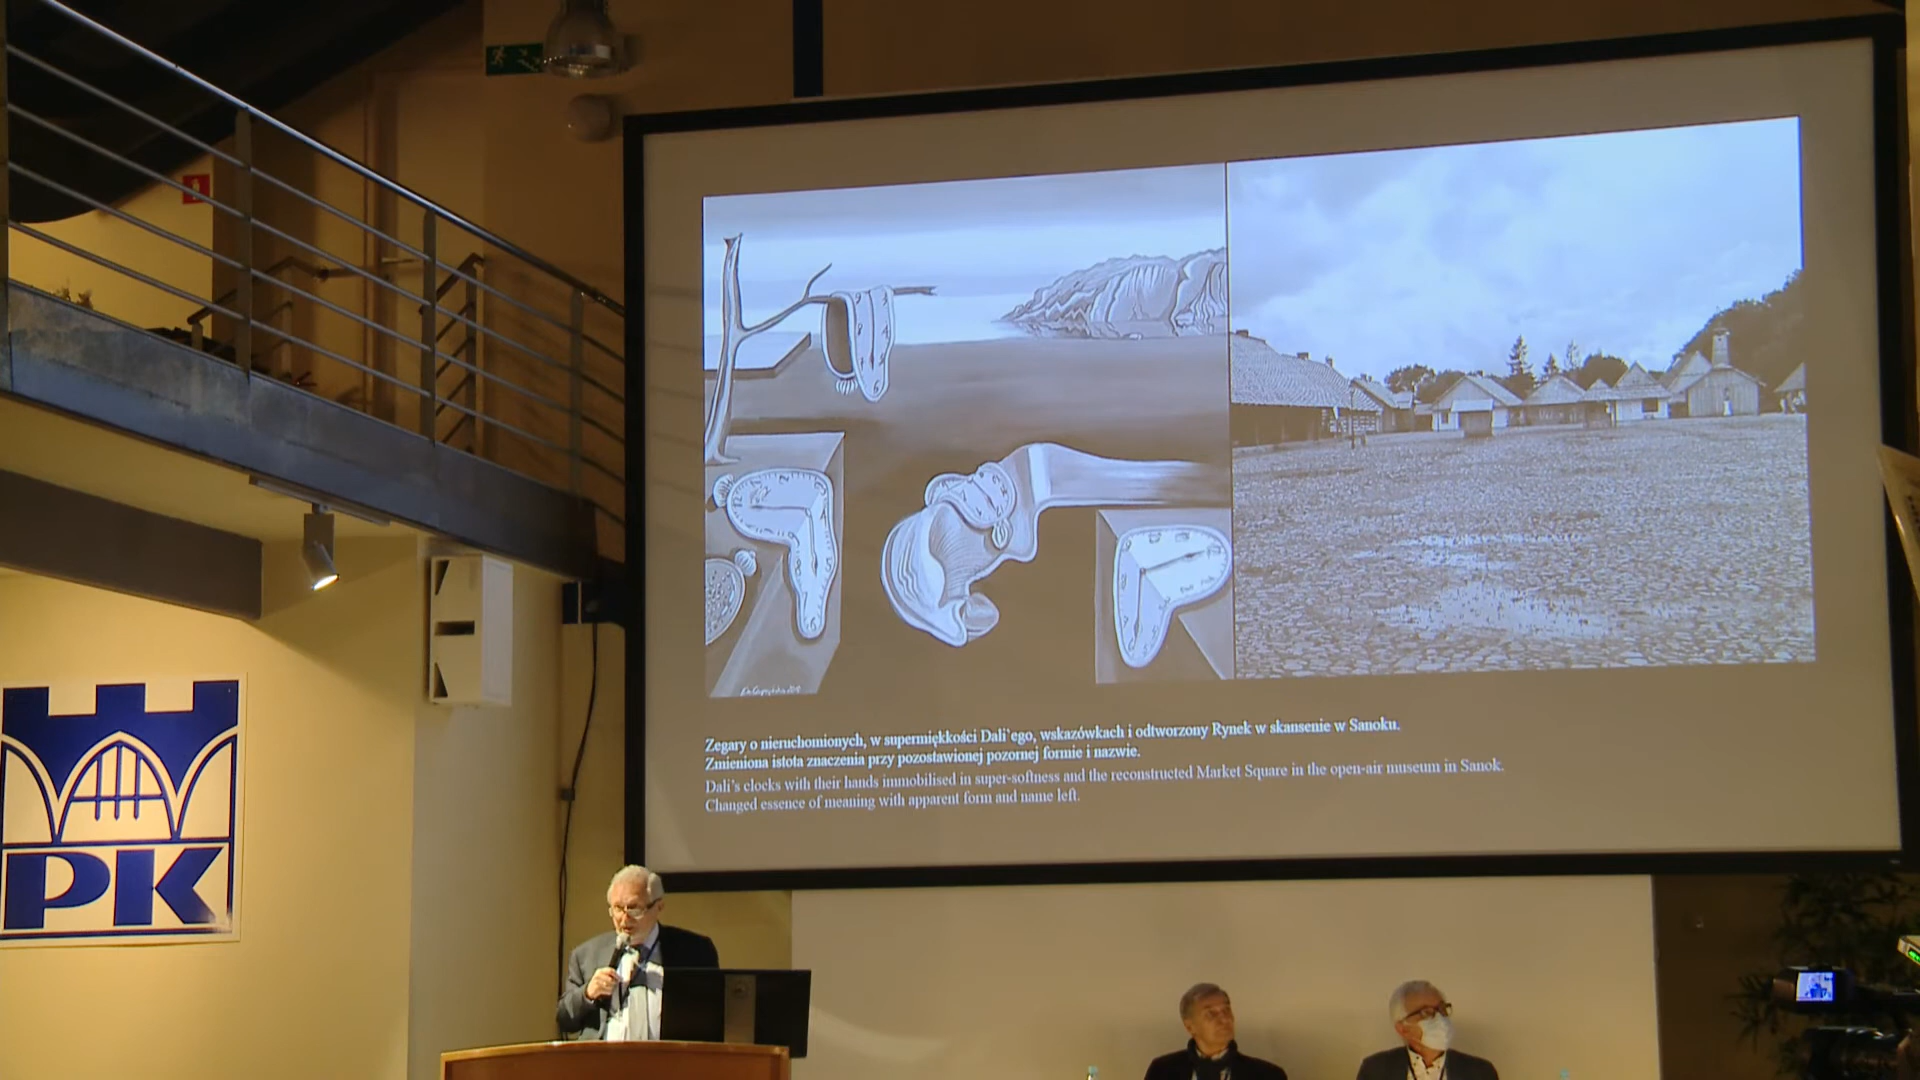 Zegary o nieruchomionych, w supermiękkości Dali`ego, wskazówkach i odtworzony Rynek w skansenie w Sanoku.
Zmieniona istota znaczenia przy pozostawionej pozornej formie i nazwie.
Dali's clocks with their hands immobilised in super-softness and the reconstructed Market Square in the open-air museum in Sanok.
Changed essence of meaning with apparent form and name left.
PK